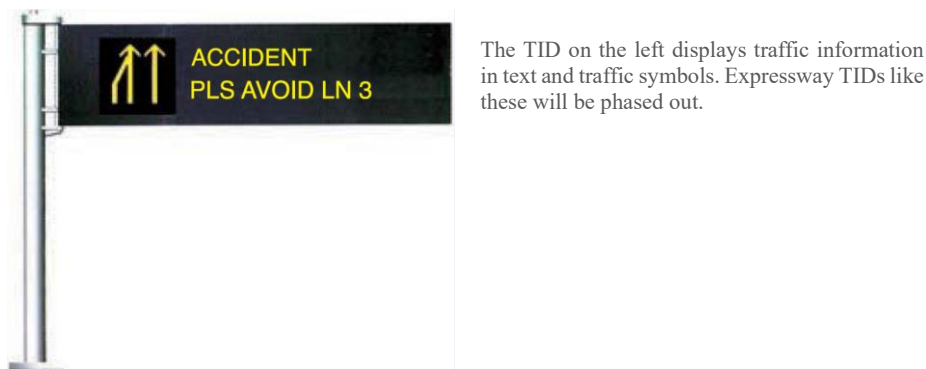 ACCIDENT
PLS AVOID LN 3
The TID on the left displays traffic information
in text and traffic symbols. Expressway TIDs like
these will be phased out.